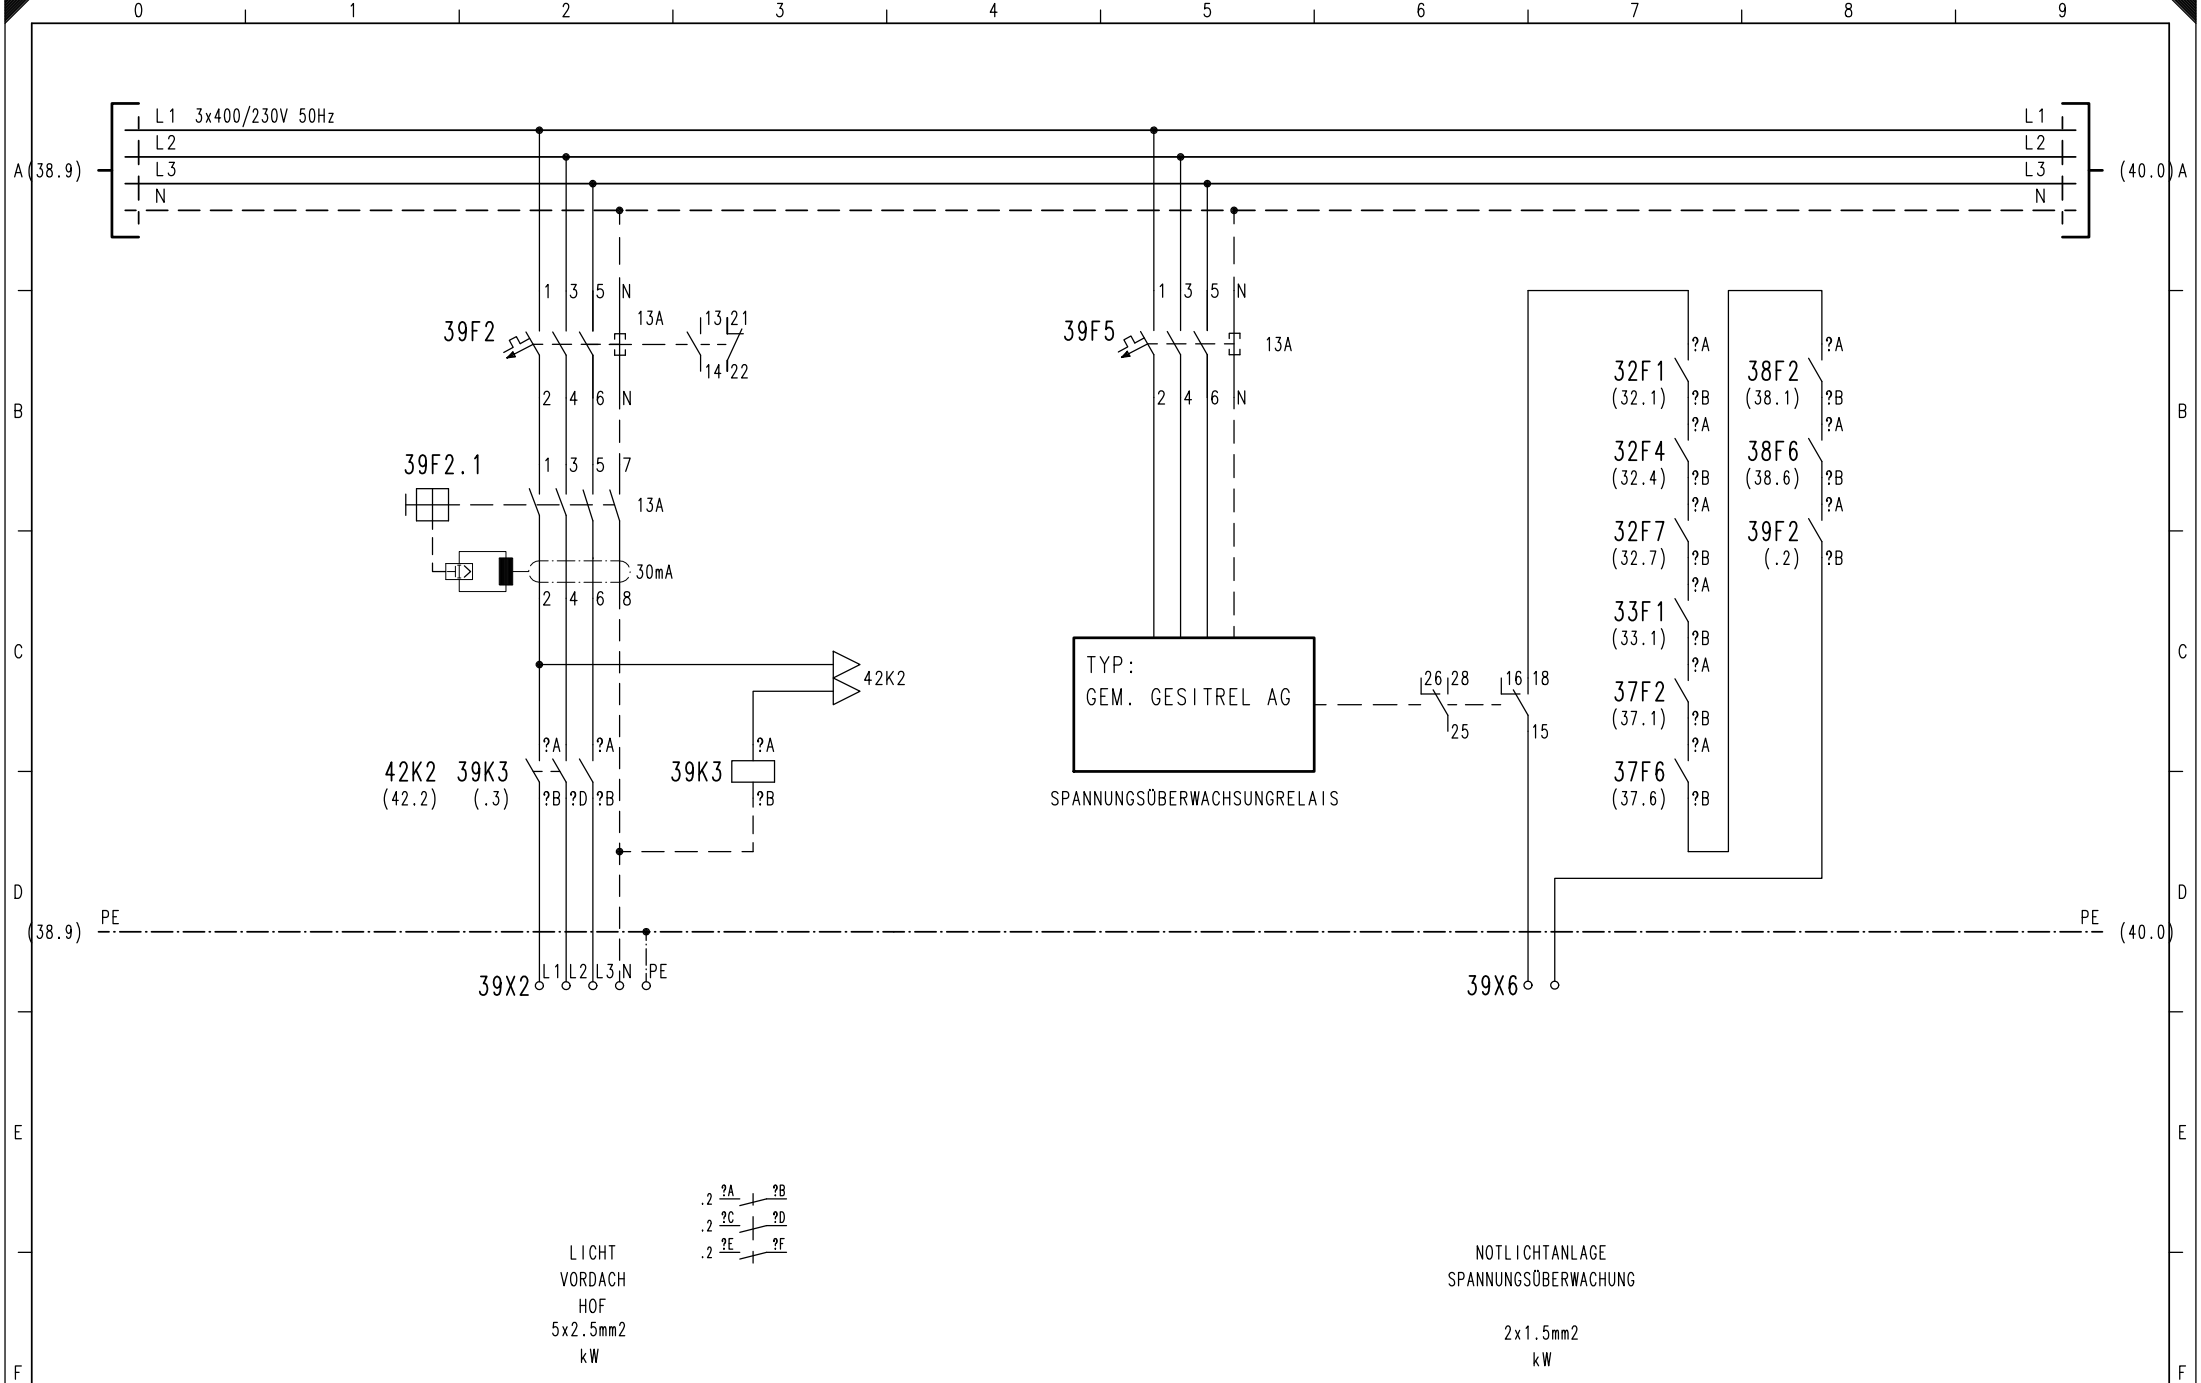 0 1 2 3 4 5 6 7 8 9
L1 3x400/230V 50Hz L1
L2 L2
A (38.9) L3 L3 (40.0) A
N N
1 3 5 N 1 3 5 N
39F2 13A 13 21 39F5 13A ?A ?A
14 22 32F1 38F2
B 2 4 6 N 2 4 6 N (32.1) ?B (38.1) ?B B
?A ?A
39F2.1 1 3 5 7 32F4 38F6
(32.4) ?B (38.6) ?B
13A ?A ?A
32F7 39F2
(32.7) ?B (.2) ?B
30mA ?A
2 4 6 8 33F1
C (33.1) ?B C
TYP: ?A
42K2 26 28 16 18
GEM. GESITREL AG 37F2
25 15 (37.1) ?B
?A ?A ?A ?A
42K2 39K3 39K3 37F6
(42.2) (.3) ?B ?D ?B ?B SPANNUNGSÜBERWACHSUNGRELAIS (37.6) ?B
D D
PE PE
(38.9) (40.0)
L1 L2 L3 N PE
39X2 39X6
E E
.2 ?A ?B
.2 ?C ?D
.2 ?E ?F
LICHT NOTLICHTANLAGE
VORDACH SPANNUNGSÜBERWACHUNG
HOF
5x2.5mm2 2x1.5mm2
kW kW
F F